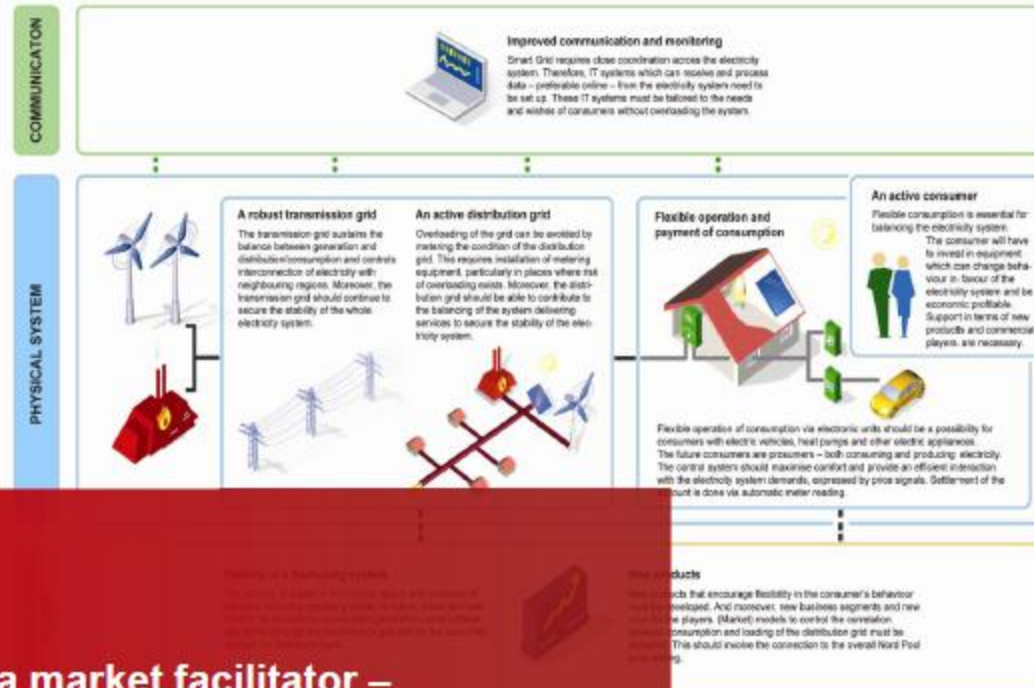 COMMUNICATON
Improved communication and monitoring
Smart Grid requires close coordination across the electricity
system. Therefore, IT systems which can receive and process
data – preferable online – from the electricity system need to
be set up. These IT systems must be tailored to the needs
and wishes of consumers without overloading the system.
PHYSICAL SYSTEM
A robust transmission grid
The transmission grid sustains the
balance between generation and
distribution/consumption and controls
interconnection of electricity with
neighbouring regions. Moreover, the
transmission grid should continue to
secure the stability of the whole
electricity system.
An active distribution grid
Overloading of the grid can be avoided by
metering the condition of the distribution
grid. This requires installation of metering
equipment, particularly in places where risk
of overloading exists. Moreover, the distri-
bution grid should be able to contribute to
the balancing of the system delivering
services to secure the stability of the elec-
tricity system.
Flexible operation and
payment of consumption
An active consumer
Flexible consumption is essential for
balancing the electricity system.
The consumer will have
to invest in equipment
which can change beha-
viour in favour of the
electricity system and be
economic profitable.
Support in terms of new
products and commercial
players, are necessary.
Flexible operation of consumption via electronic units should be a possibility for
consumers with electric vehicles, heat pumps and other electric appliances.
The future consumers are prosumers – both consuming and producing electricity.
The control system should maximise comfort and provide an efficient interaction
with the electricity system demands, expressed by price signals. Settlement of the
account is done via automatic meter reading.
products
that encourage flexibility in the consumer's behaviour
developed. And moreover, new business segments and new
players. (Market) models to control the correlation
consumption and loading of the distribution grid must be
This should involve the connection to the overall Nord Pool
a market facilitator –